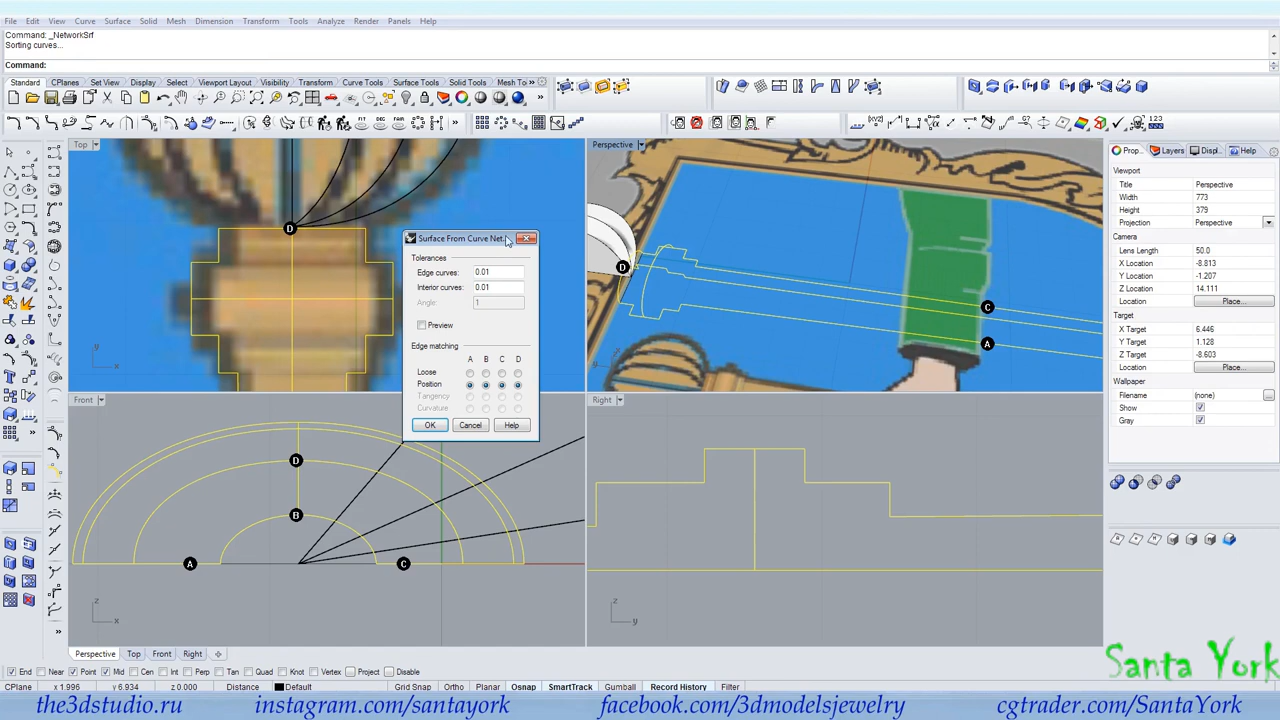 File Edit View Curve Surface Solid Mesh Dimension Transform Tools Analyze Render Panels Help
Command: _NetworkSrf
Sorting curves...
Command:
Standard CPlanes Set View Display Select Viewport Layout Visibility Transform Curve Tools Surface Tools Solid Tools Mesh To
Top
Perspective
Prop... Layers Displ... Help
Viewport
Title Perspective
Width 773
Height 379
Projection Perspective
Lens Length 50.0
X Location -8.813
Y Location -1.207
Z Location 14.111
Location Place...
Target
X Target 6.446
Y Target 1.128
Z Target -8.603
Location Place...
Wallpaper
Filename (none)
Show
Gray
D
D
C
A
y
x
Surface From Curve Net...
Tolerances
Edge curves: 0.01
Interior curves: 0.01
Angle: 1
Preview
Edge matching
A B C D
Loose
Position
Tangency
Curvature
OK Cancel Help
Front
Right
D
B
A
C
z
x
z
y
Perspective Top Front Right
End Near Point Mid Cen Int Perp Tan Quad Knot Vertex Project Disable
CPlane x 1.996 y 6.934 z 0.000 Distance Default Grid Snap Ortho Planar Osnap SmartTrack Gumball Record History Filter
Santa York
the3dstudio.ru instagram.com/santayork facebook.com/3dmodelsjewelry cgtrader.com/SantaYork